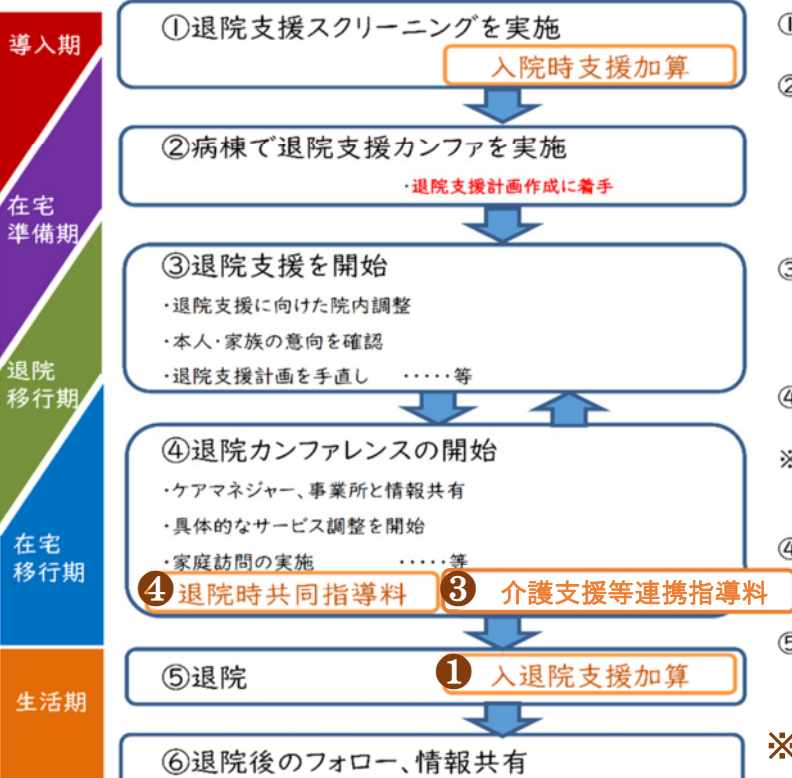 導入期
在宅
準備期
退院
移行期
在宅
移行期
生活期
①退院支援スクリーニングを実施
入院時支援加算
②病棟で退院支援カンファを実施
・退院支援計画作成に着手
③退院支援を開始
・退院支援に向けた院内調整
・本人・家族の意向を確認
・退院支援計画を手直し ・・・・・等
④退院カンファレンスの開始
・ケアマネジャー、事業所と情報共有
・具体的なサービス調整を開始
・家庭訪問の実施 ・・・・・等
❹退院時共同指導料
❸ 介護支援等連携指導料
⑤退院
❶ 入退院支援加算
⑥退院後のフォロー、情報共有
①
②
③
④
※
④
⑤
※